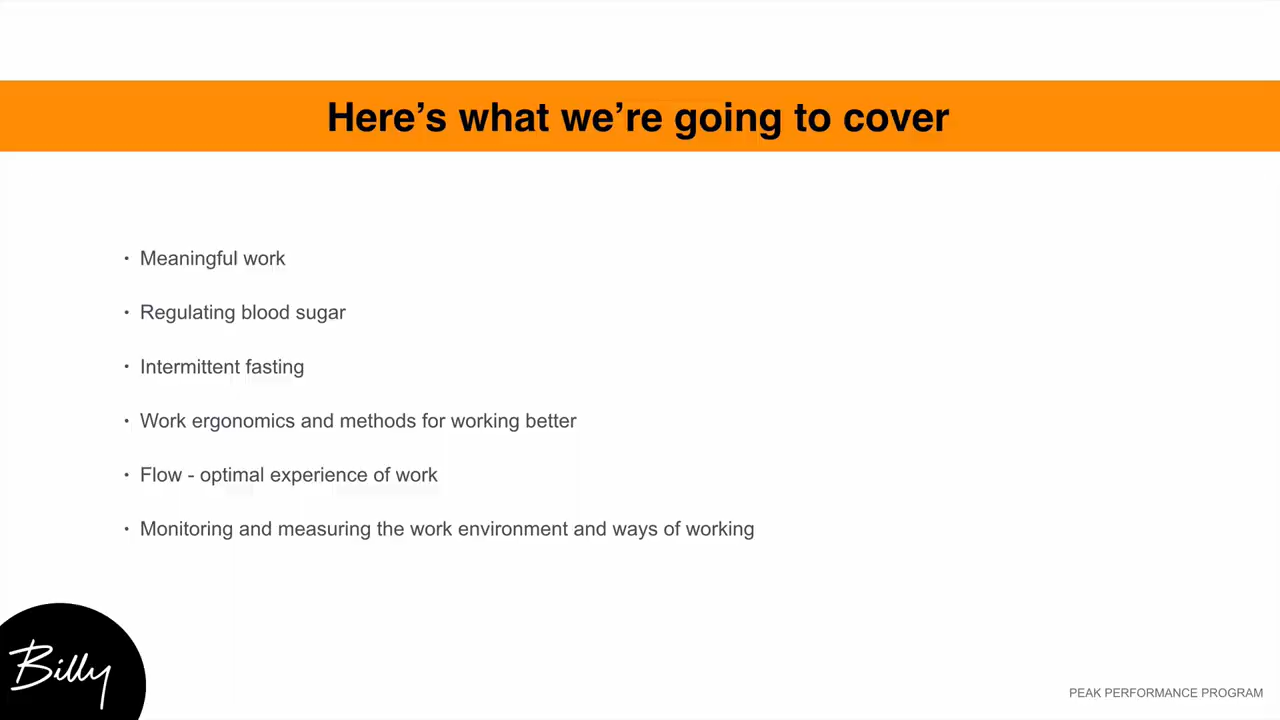 Here’s what we’re going to cover
• Meaningful work
• Regulating blood sugar
• Intermittent fasting
• Work ergonomics and methods for working better
• Flow - optimal experience of work
• Monitoring and measuring the work environment and ways of working
Billy
PEAK PERFORMANCE PROGRAM